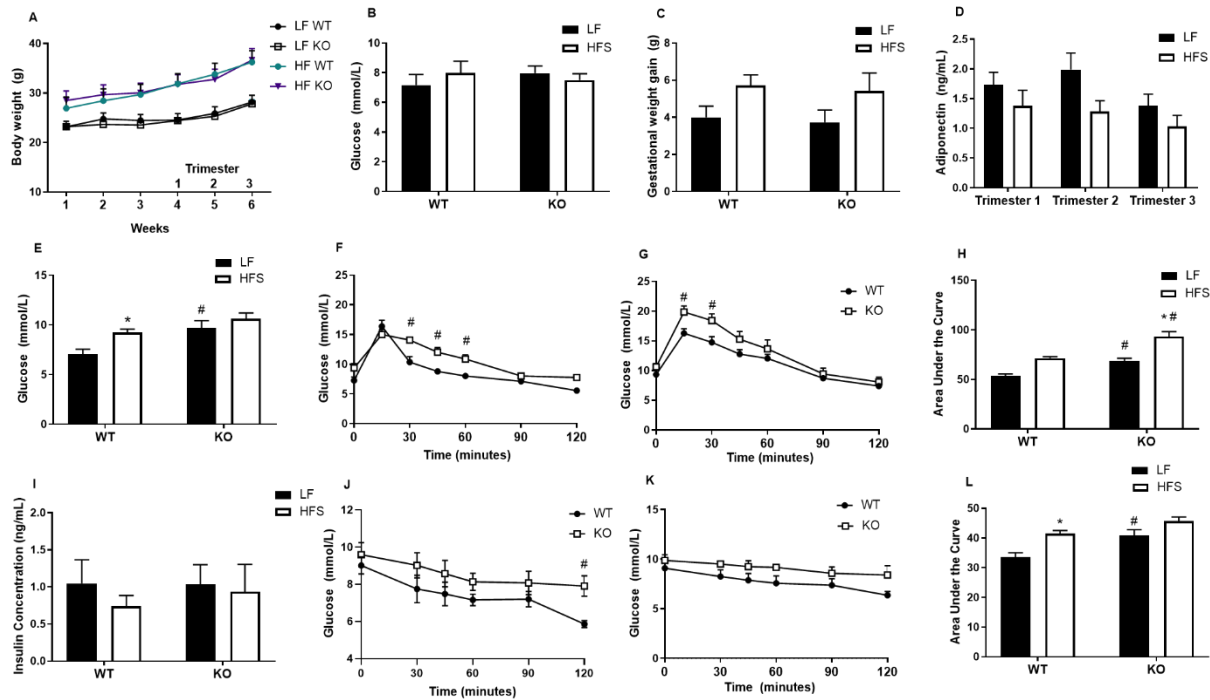 A
LF WT
LF KO
HF WT
HF KO
Body weight (g)
40
30
20
10
Trimester
1 2 3
1 2 3 4 5 6
Weeks
B
LF
HFS
Glucose (mmol/L)
10
8
6
4
2
0
WT KO
C
LF
HFS
Gestational weight gain (g)
8
6
4
2
0
WT KO
D
LF
HFS
Adiponectin (ng/mL)
2.5
2.0
1.5
1.0
0.5
0.0
Trimester 1 Trimester 2 Trimester 3
E
LF
HFS
Glucose (mmol/L)
15
10
5
0
* #
WT KO
F
Glucose (mmol/L)
25
20
15
10
5
0
# # #
0 30 60 90 120
Time (minutes)
G
WT
KO
Glucose (mmol/L)
25
20
15
10
5
0
# #
0 30 60 90 120
Time (minutes)
H
LF
HFS
Area Under the Curve
150
100
50
0
# *#
WT KO
I
LF
HFS
Insulin Concentration (ng/mL)
2.0
1.5
1.0
0.5
0.0
WT KO
J
WT
KO
Glucose (mmol/L)
12
10
8
6
4
#
0 30 60 90 120
Time (minutes)
K
WT
KO
Glucose (mmol/L)
15
10
5
0
0 30 60 90 120
Time (minutes)
L
LF
HFS
Area Under the Curve
50
40
30
20
10
0
* #
WT KO